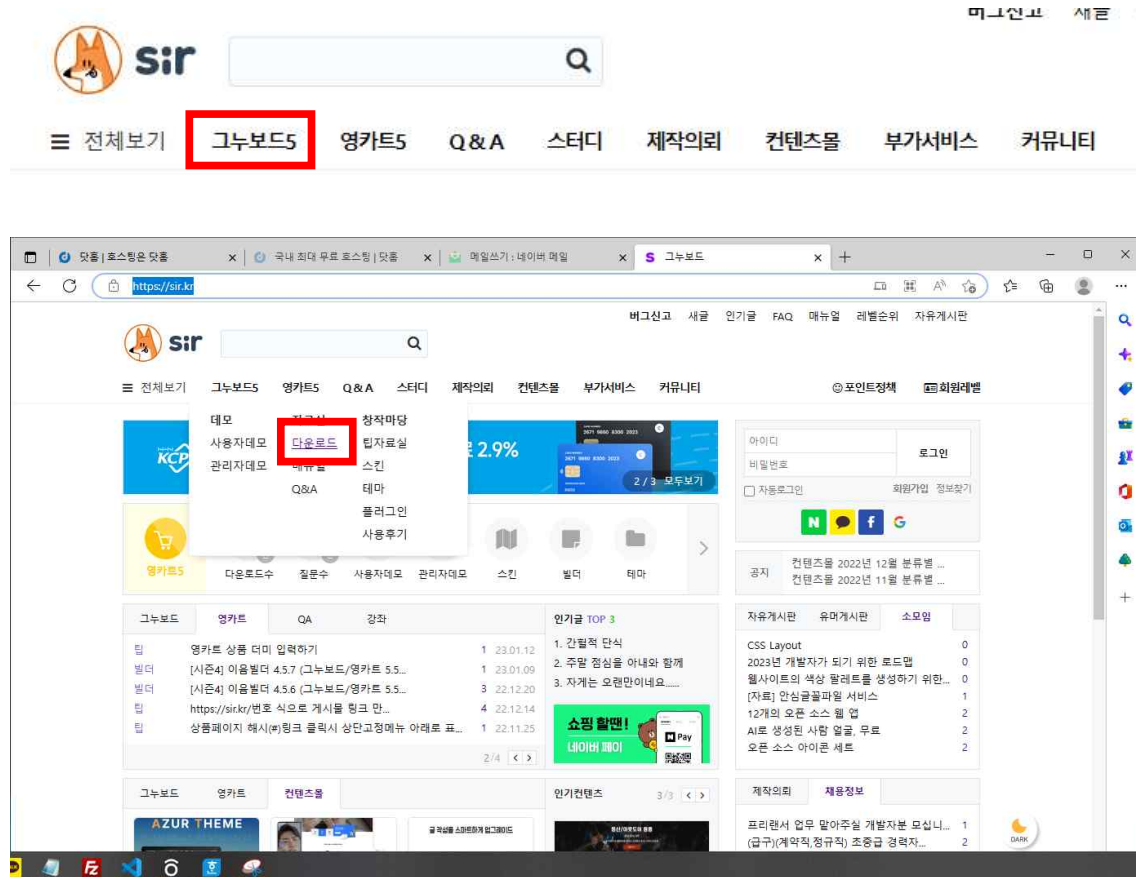 버그신고 새글
sir
전체보기 그누보드5 영카트5 Q&A 스터디 제작의뢰 컨텐츠몰 부가서비스 커뮤니티
닷홈 | 호스팅은 닷홈 국내 최대 무료 호스팅 | 닷홈 메일쓰기 : 네이버 메일 그누보드
https://sir.kr
버그신고 새글 인기글 FAQ 매뉴얼 레벨순위 자유게시판
sir
전체보기 그누보드5 영카트5 Q&A 스터디 제작의뢰 컨텐츠몰 부가서비스 커뮤니티 포인트정책 회원레벨
데모 창작마당
사용자데모 다운로드 팁자료실
관리자데모 매뉴얼 스킨
Q&A 테마
플러그인
사용후기
KCP 2.9%
2 / 3 모두보기
아이디
비밀번호
로그인
자동로그인 회원가입 정보찾기
영카트5 다운로드수 질문수 사용자데모 관리자데모 스킨 빌더 테마
공지 컨텐츠몰 2022년 12월 분류별 ...
컨텐츠몰 2022년 11월 분류별 ...
그누보드 영카트 QA 강좌
팁 영카트 상품 더미 입력하기 1 23.01.12
빌더 [시즌4] 이음빌더 4.5.7 (그누보드/영카트 5.5... 1 23.01.09
빌더 [시즌4] 이음빌더 4.5.6 (그누보드/영카트 5.5... 3 22.12.20
팁 https://sir.kr/번호 식으로 게시물 링크 만... 4 22.12.14
팁 상품페이지 해시(#)링크 클릭시 상단고정메뉴 아래로 표... 1 22.11.25
2/4
인기글 TOP 3
1. 간헐적 단식
2. 주말 점심을 아내와 함께
3. 자게는 오랜만이네요......
쇼핑 할땐!
네이버 페이
N Pay
자유게시판 유머게시판 소모임
CSS Layout 0
2023년 개발자가 되기 위한 로드맵 0
웹사이트의 색상 팔레트를 생성하기 위한... 0
[자료] 안심글꼴파일 서비스 1
12개의 오픈 소스 웹 앱 2
AI로 생성된 사람 얼굴, 무료 2
오픈 소스 아이콘 세트 2
그누보드 영카트 컨텐츠몰
AZUR THEME
글 작성을 스마트하게 업그레이드
인기컨텐츠 3/3
제작의뢰 채용정보
프리랜서 업무 맡아주실 개발자분 모십니... 1
(급구)(계약직,정규직) 초중급 경력자... 2
DARK